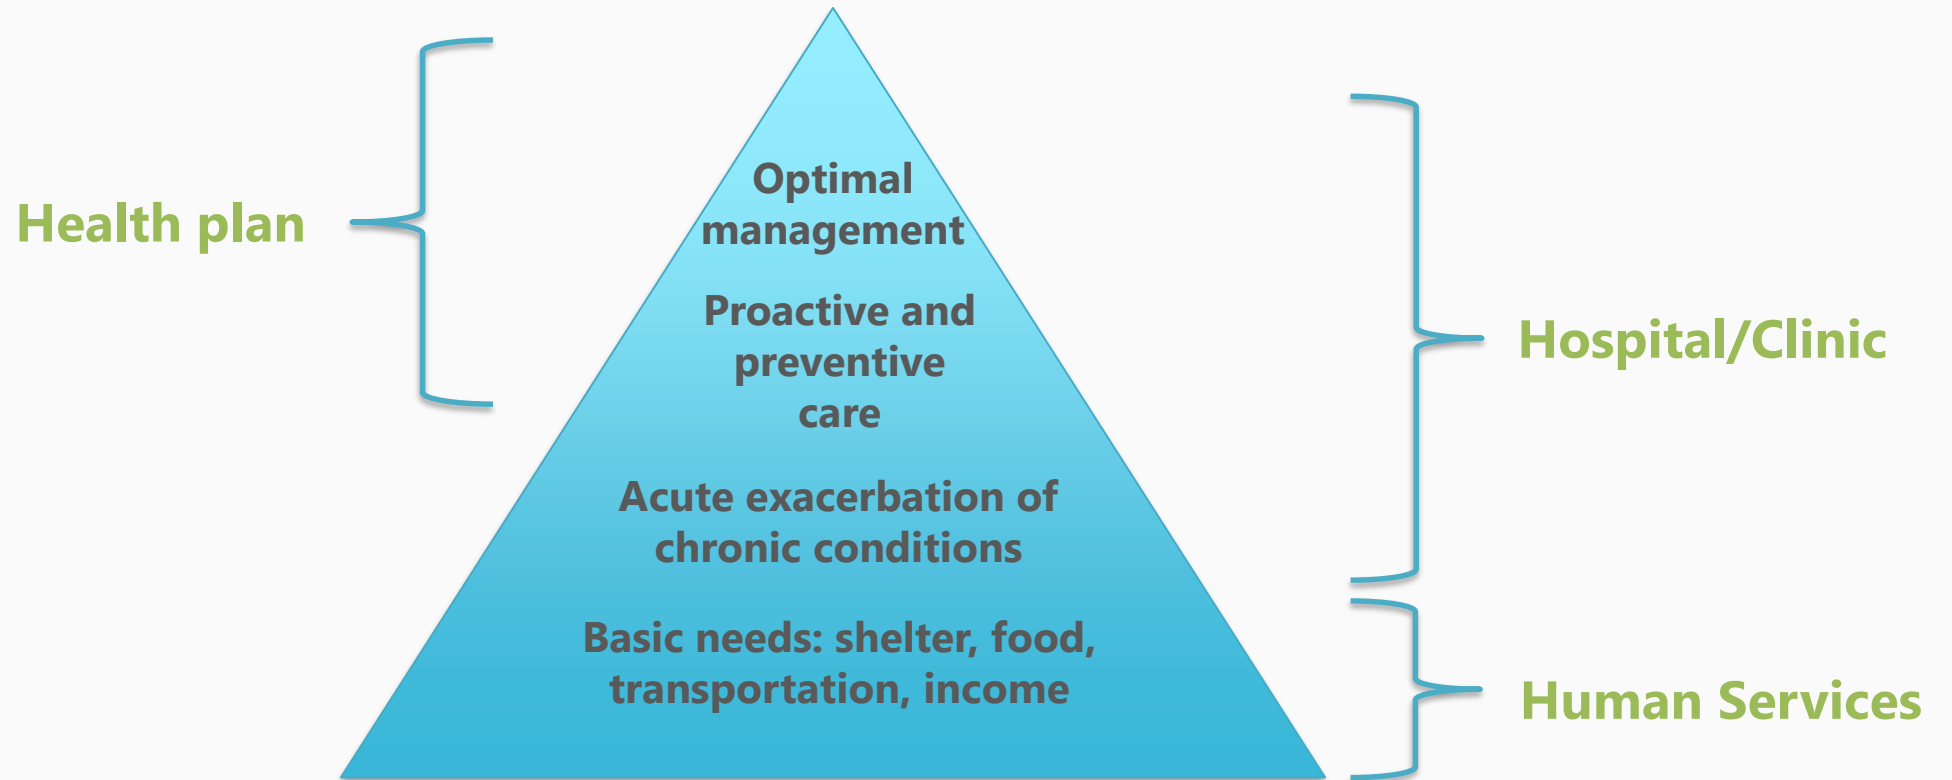 Optimal
management
Health plan
Proactive and
preventive
care
Hospital/Clinic
Acute exacerbation of
chronic conditions
Basic needs: shelter, food,
transportation, income
Human Services